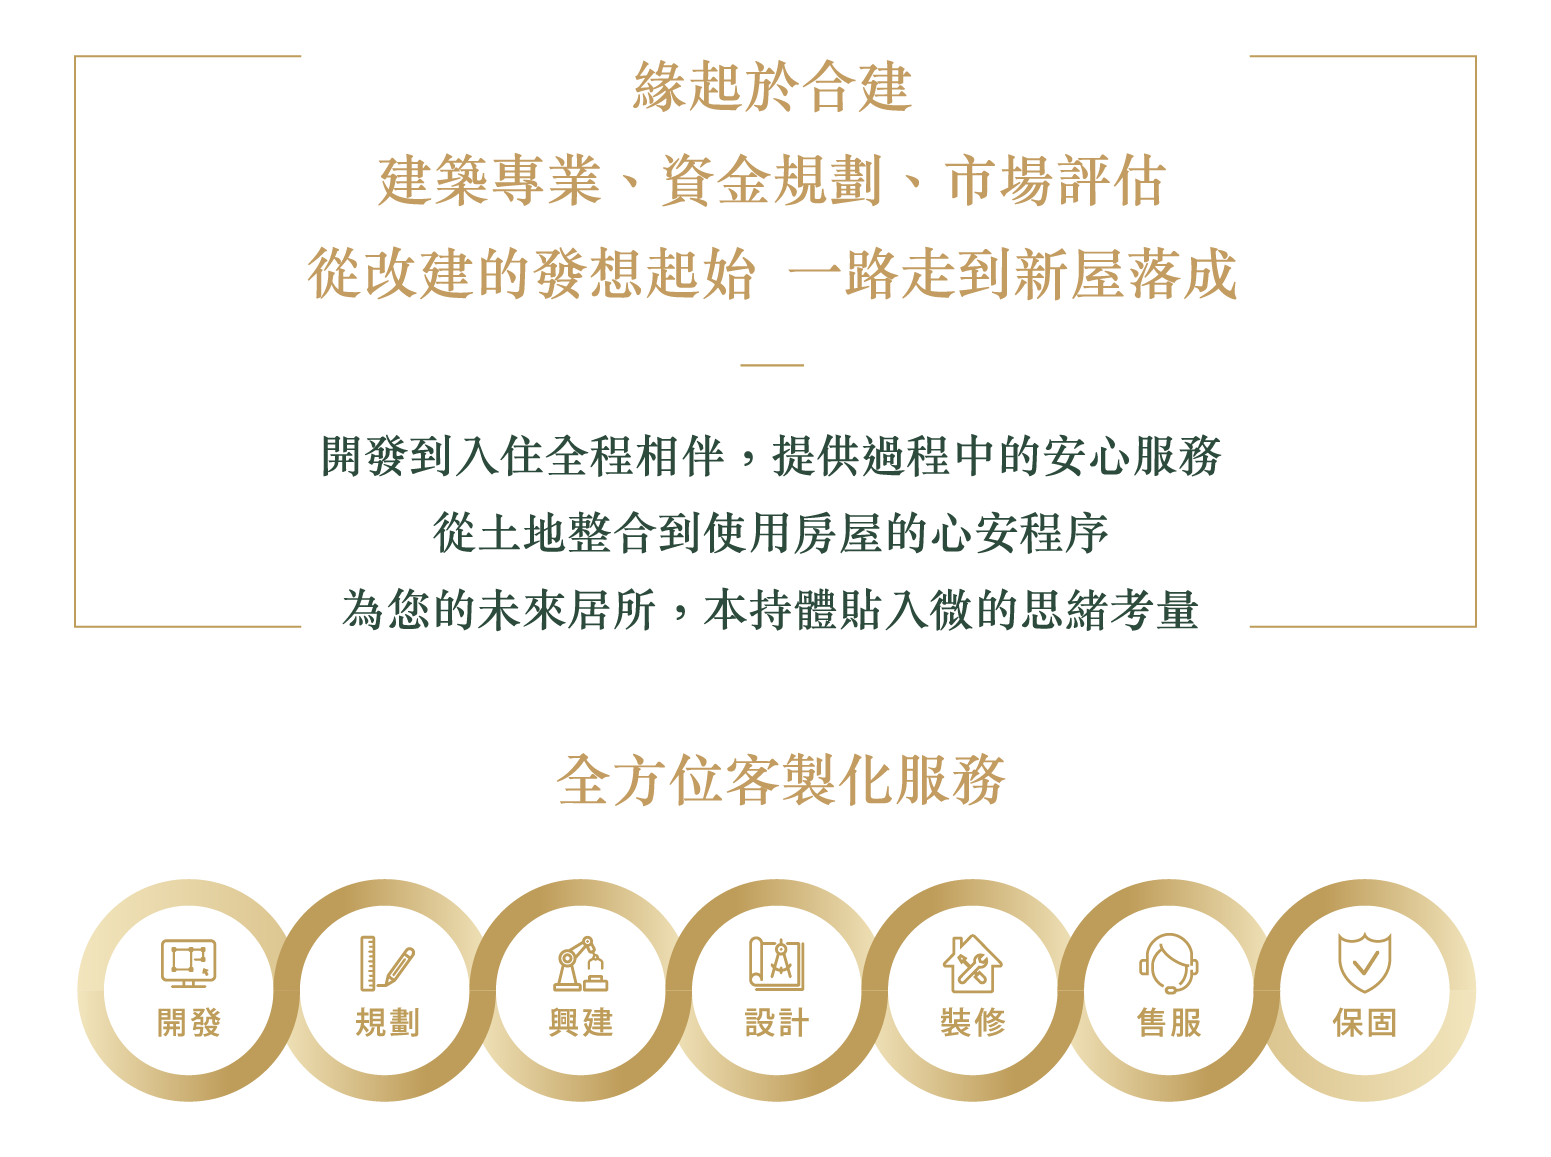 緣起於合建
建築專業、資金規劃、市場評估
從改建的發想起始 一路走到新屋落成
開發到入住全程相伴，提供過程中的安心服務
從土地整合到使用房屋的心安程序
為您的未來居所，本持體貼入微的思緒考量
全方位客製化服務
開發
規劃
興建
設計
裝修
售服
保固